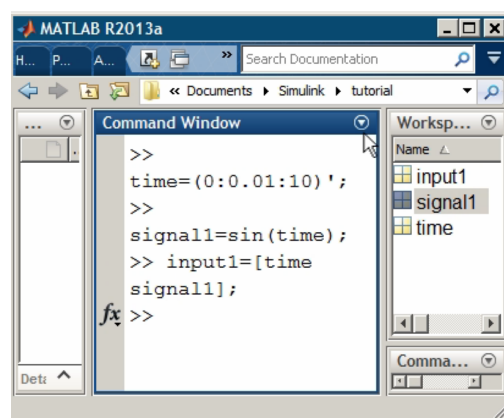 MATLAB R2013a
H... P... A... » Search Documentation
« Documents Simulink tutorial
...
Command Window
Worksp...
>>
time=(0:0.01:10)';
>>
signal1=sin(time);
>> input1=[time
signal1];
fx >>
Name
input1
signal1
time
Comma...